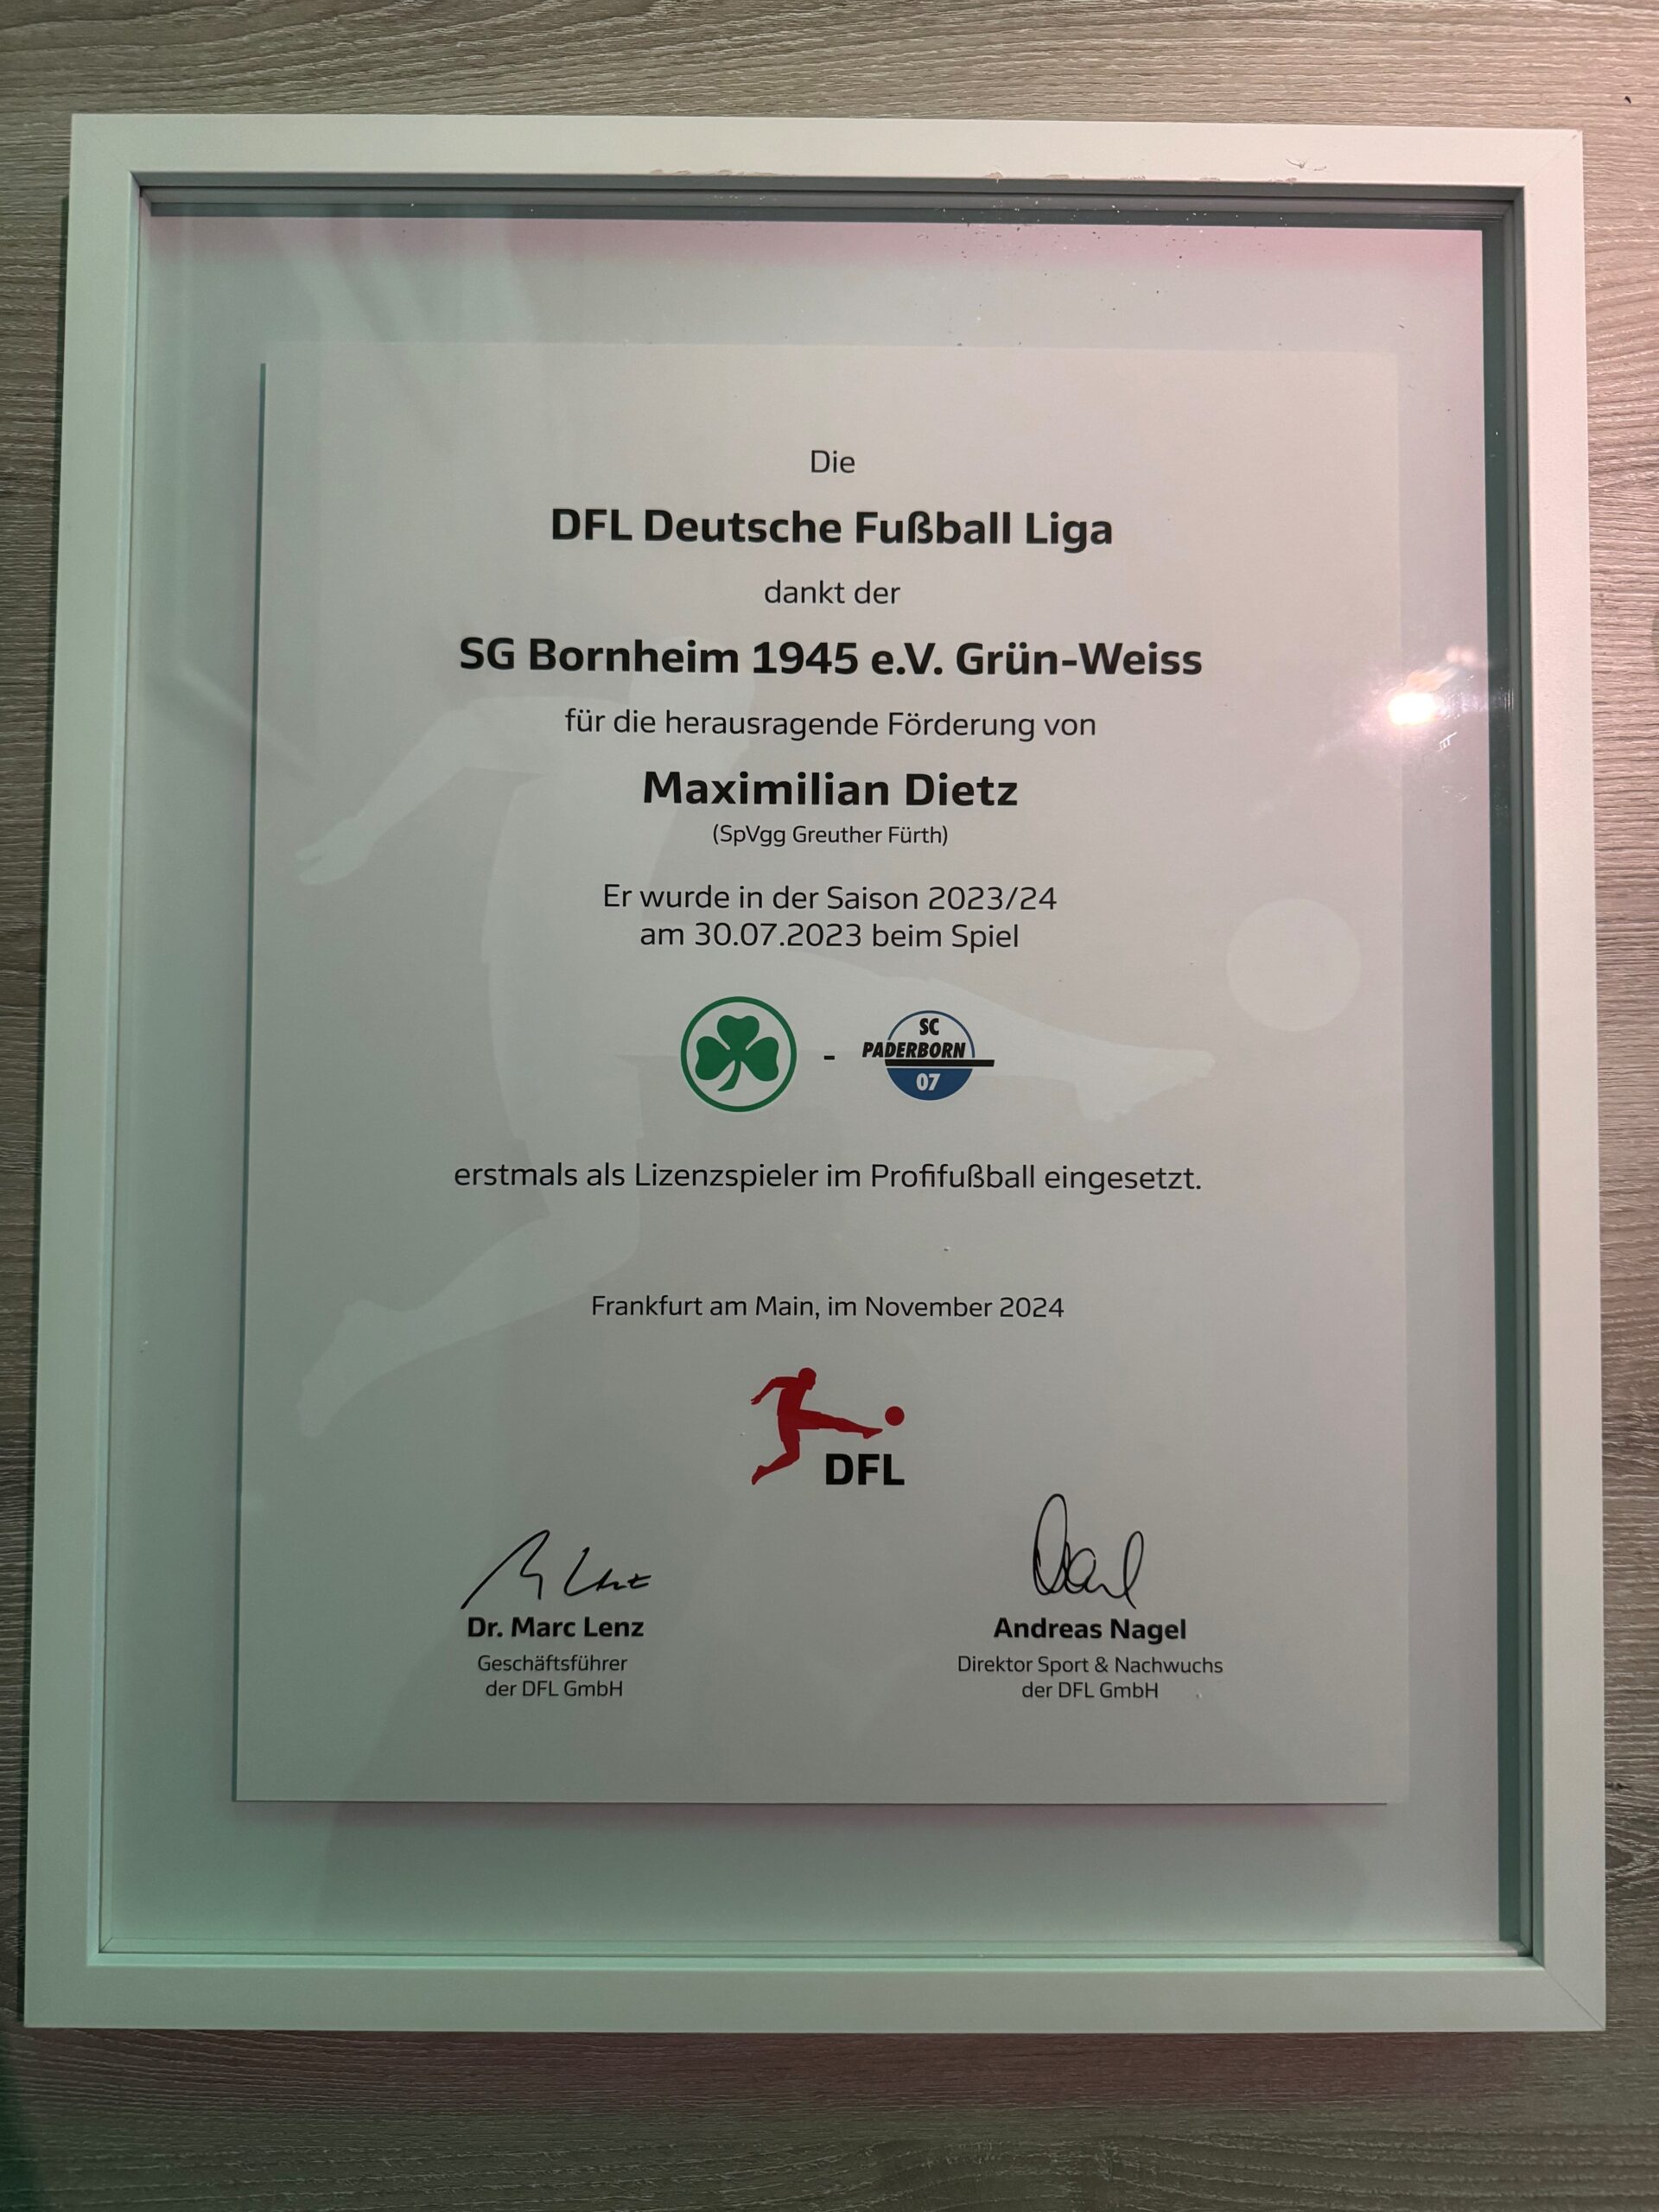 Die
DFL Deutsche Fußball Liga
dankt der
SG Bornheim 1945 e.V. Grün-Weiss
für die herausragende Förderung von
Maximilian Dietz
(SpVgg Greuther Fürth)
Er wurde in der Saison 2023/24
am 30.07.2023 beim Spiel
-
SC
PADERBORN
07
erstmals als Lizenzspieler im Profifußball eingesetzt.
Frankfurt am Main, im November 2024
DFL
Dr. Marc Lenz
Geschäftsführer
der DFL GmbH
Andreas Nagel
Direktor Sport & Nachwuchs
der DFL GmbH